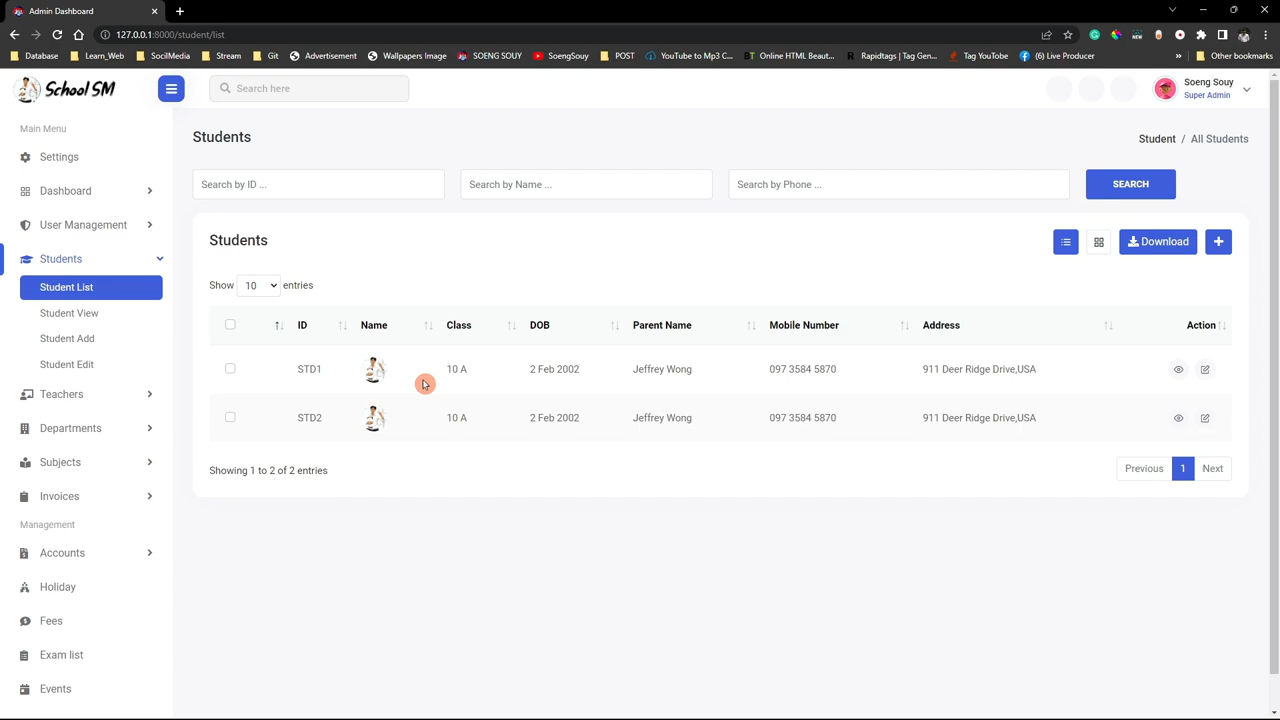 Admin Dashboard
127.0.0.1:8000/student/list
Database Learn_Web SocilMedia Stream Git Advertisement Wallpapers Image SOENG SOUY SoengSouy POST YouTube to Mp3 C... Online HTML Beaut... Rapidtags | Tag Gen... Tag YouTube (6) Live Producer » Other bookmarks
School SM
Search here
Soeng Souy
Super Admin
Main Menu
Settings
Dashboard
User Management
Students
Student List
Student View
Student Add
Student Edit
Teachers
Departments
Subjects
Invoices
Management
Accounts
Holiday
Fees
Exam list
Events
Students
Student / All Students
Search by ID ...
Search by Name ...
Search by Phone ...
SEARCH
Students
Download
Show 10 entries
ID Name Class DOB Parent Name Mobile Number Address Action
STD1 10 A 2 Feb 2002 Jeffrey Wong 097 3584 5870 911 Deer Ridge Drive,USA
STD2 10 A 2 Feb 2002 Jeffrey Wong 097 3584 5870 911 Deer Ridge Drive,USA
Showing 1 to 2 of 2 entries
Previous 1 Next